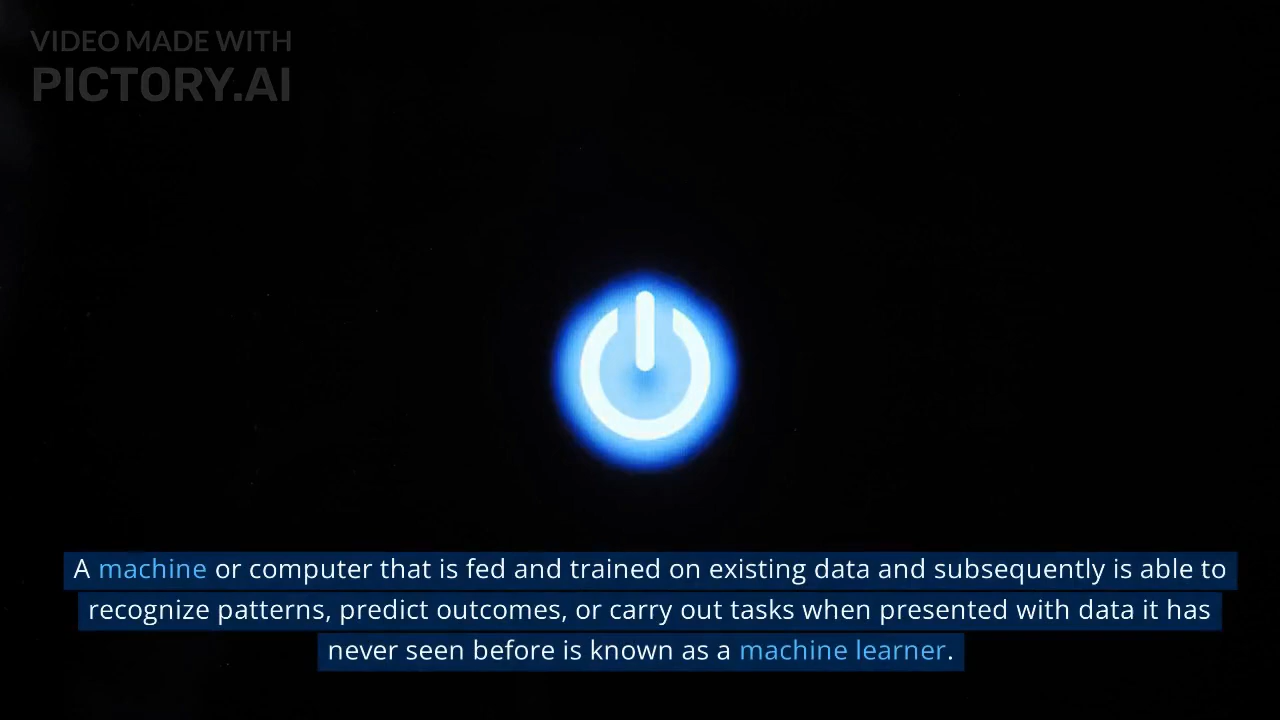 VIDEO MADE WITH
PICTORY.AI
A machine or computer that is fed and trained on existing data and subsequently is able to
recognize patterns, predict outcomes, or carry out tasks when presented with data it has
never seen before is known as a machine learner.